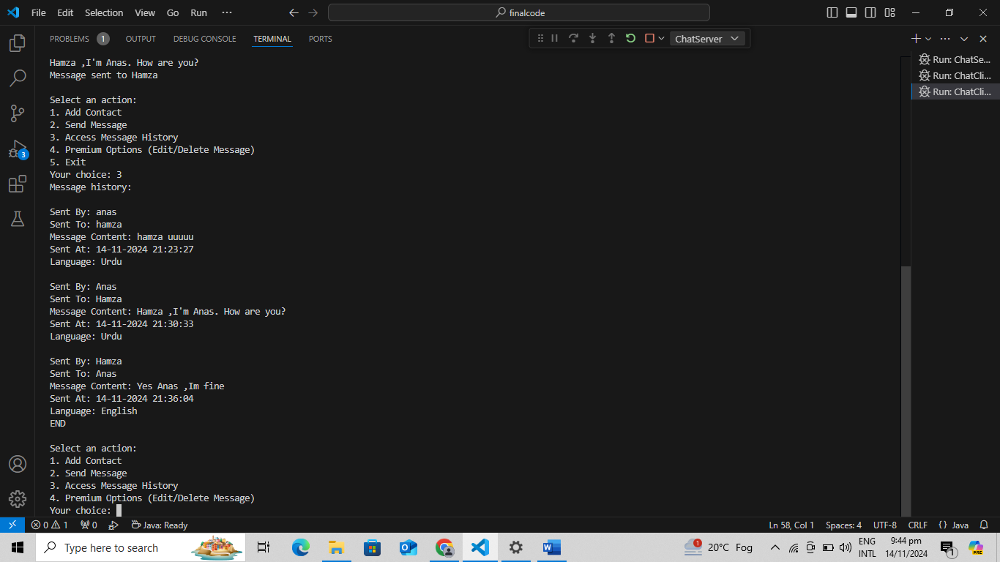 File Edit Selection View Go Run ··· finalcode
PROBLEMS 1 OUTPUT DEBUG CONSOLE TERMINAL PORTS ChatServer
Hamza ,I'm Anas. How are you?
Message sent to Hamza
Select an action:
1. Add Contact
2. Send Message
3. Access Message History
4. Premium Options (Edit/Delete Message)
5. Exit
Your choice: 3
Message history:
Sent By: anas
Sent To: hamza
Message Content: hamza uuuuu
Sent At: 14-11-2024 21:23:27
Language: Urdu
Sent By: Anas
Sent To: Hamza
Message Content: Hamza ,I'm Anas. How are you?
Sent At: 14-11-2024 21:30:33
Language: Urdu
Sent By: Hamza
Sent To: Anas
Message Content: Yes Anas ,Im fine
Sent At: 14-11-2024 21:36:04
Language: English
END
Select an action:
1. Add Contact
2. Send Message
3. Access Message History
4. Premium Options (Edit/Delete Message)
Your choice:
Run: ChatSe...
Run: ChatCli...
Run: ChatCli...
3
0 1 0 Java: Ready Ln 58, Col 1 Spaces: 4 UTF-8 CRLF {} Java
Type here to search 1 20°C Fog ENG INTL 9:44 pm 14/11/2024 1 PRE